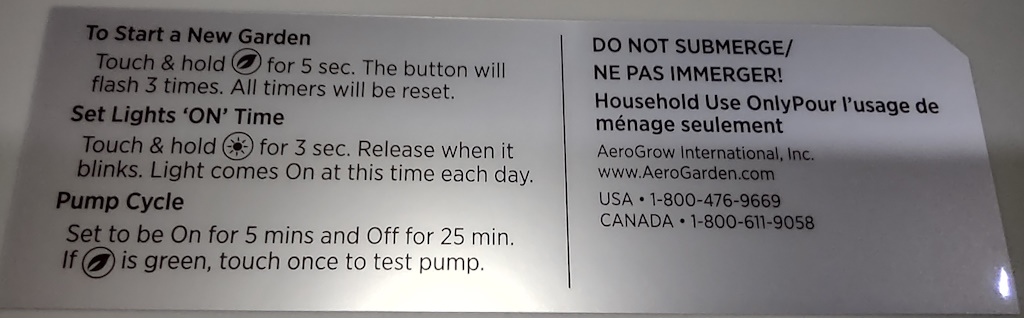 To Start a New Garden
Touch & hold for 5 sec. The button will
flash 3 times. All timers will be reset.
Set Lights ‘ON’ Time
Touch & hold for 3 sec. Release when it
blinks. Light comes On at this time each day.
Pump Cycle
Set to be On for 5 mins and Off for 25 min.
If is green, touch once to test pump.
DO NOT SUBMERGE/
NE PAS IMMERGER!
Household Use OnlyPour l’usage de
ménage seulement
AeroGrow International, Inc.
www.AeroGarden.com
USA • 1-800-476-9669
CANADA • 1-800-611-9058